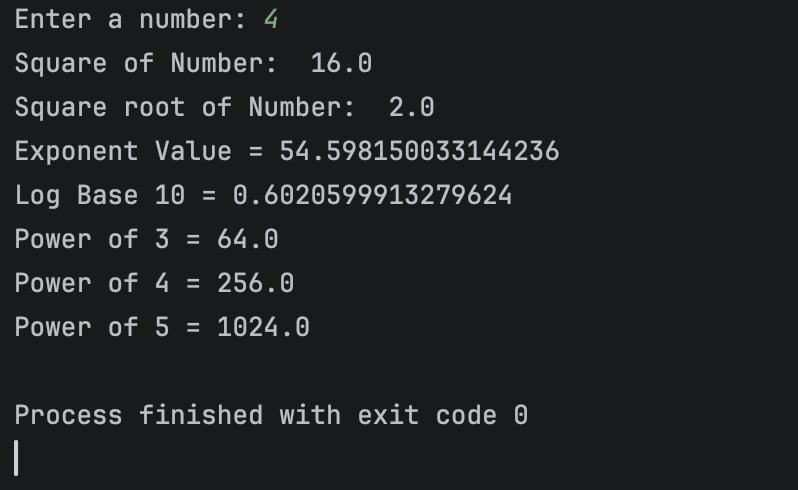 Enter a number: 4
Square of Number:  16.0
Square root of Number:  2.0
Exponent Value = 54.598150033144236
Log Base 10 = 0.6020599913279624
Power of 3 = 64.0
Power of 4 = 256.0
Power of 5 = 1024.0
Process finished with exit code 0